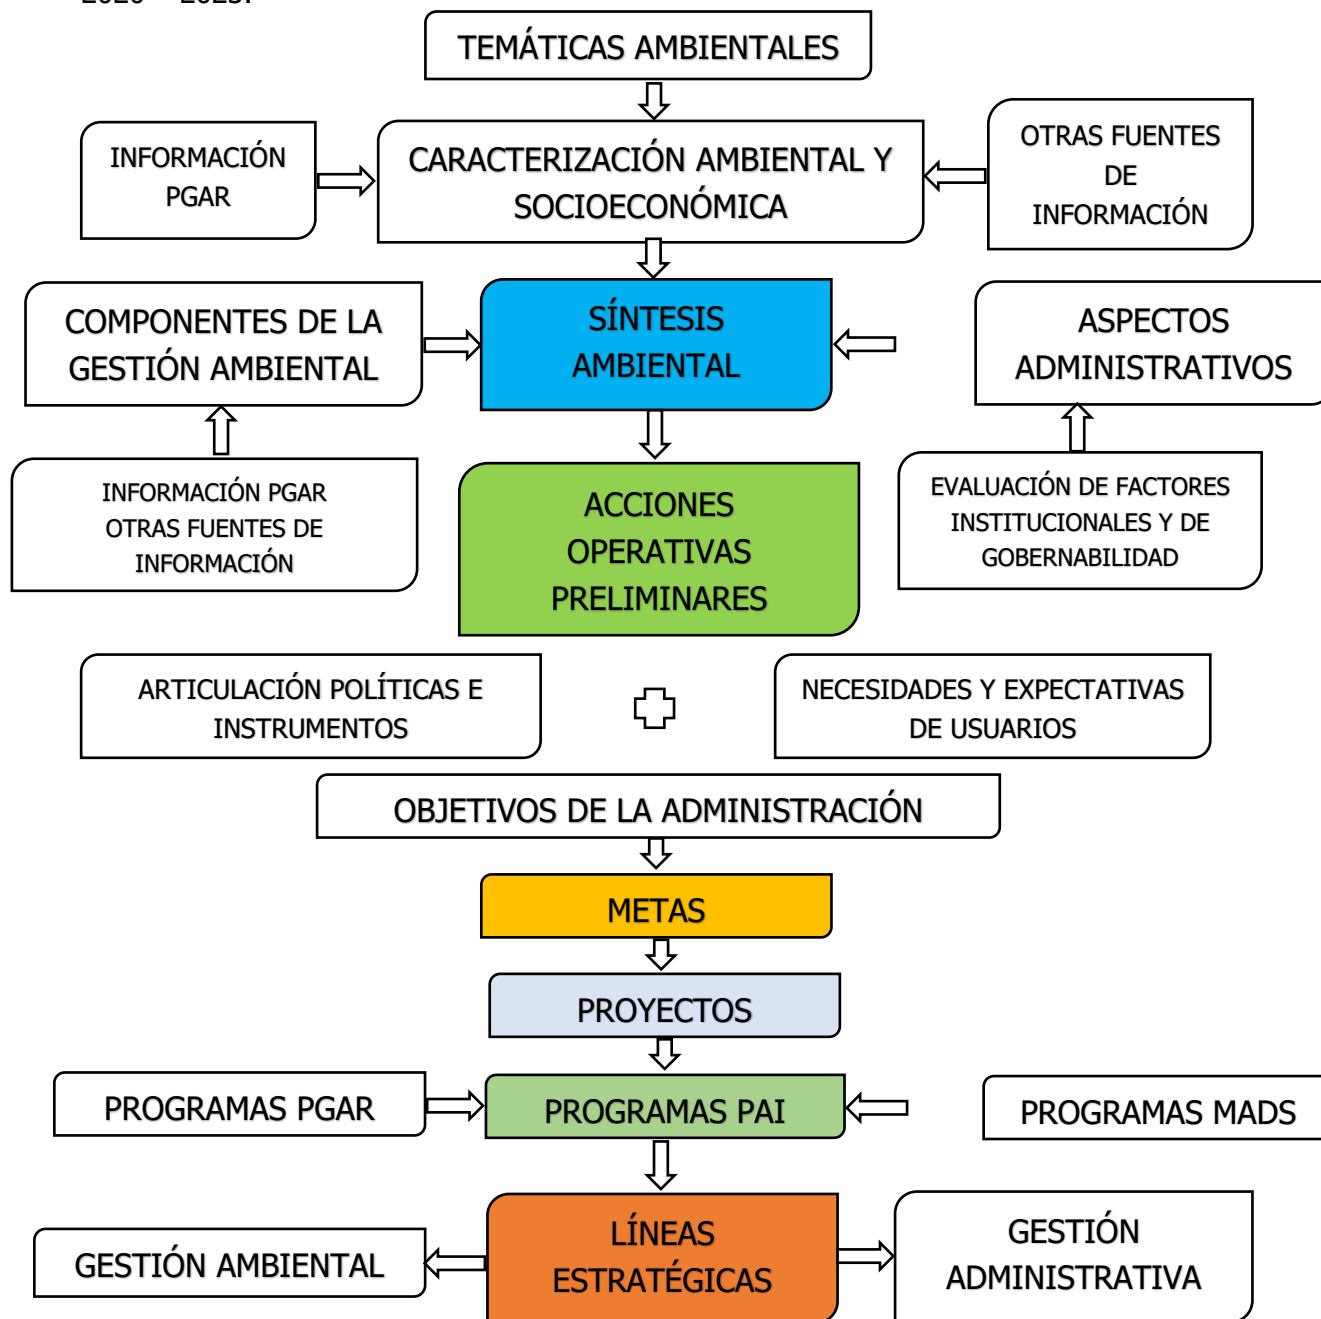 2020 - 2023.
TEMÁTICAS AMBIENTALES
INFORMACIÓN
PGAR
CARACTERIZACIÓN AMBIENTAL Y
SOCIOECONÓMICA
OTRAS FUENTES
DE
INFORMACIÓN
COMPONENTES DE LA
GESTIÓN AMBIENTAL
SÍNTESIS
AMBIENTAL
ASPECTOS
ADMINISTRATIVOS
INFORMACIÓN PGAR
OTRAS FUENTES DE
INFORMACIÓN
ACCIONES
OPERATIVAS
PRELIMINARES
EVALUACIÓN DE FACTORES
INSTITUCIONALES Y DE
GOBERNABILIDAD
ARTICULACIÓN POLÍTICAS E
INSTRUMENTOS
NECESIDADES Y EXPECTATIVAS
DE USUARIOS
OBJETIVOS DE LA ADMINISTRACIÓN
METAS
PROYECTOS
PROGRAMAS PGAR
PROGRAMAS PAI
PROGRAMAS MADS
GESTIÓN AMBIENTAL
LÍNEAS
ESTRATÉGICAS
GESTIÓN
ADMINISTRATIVA